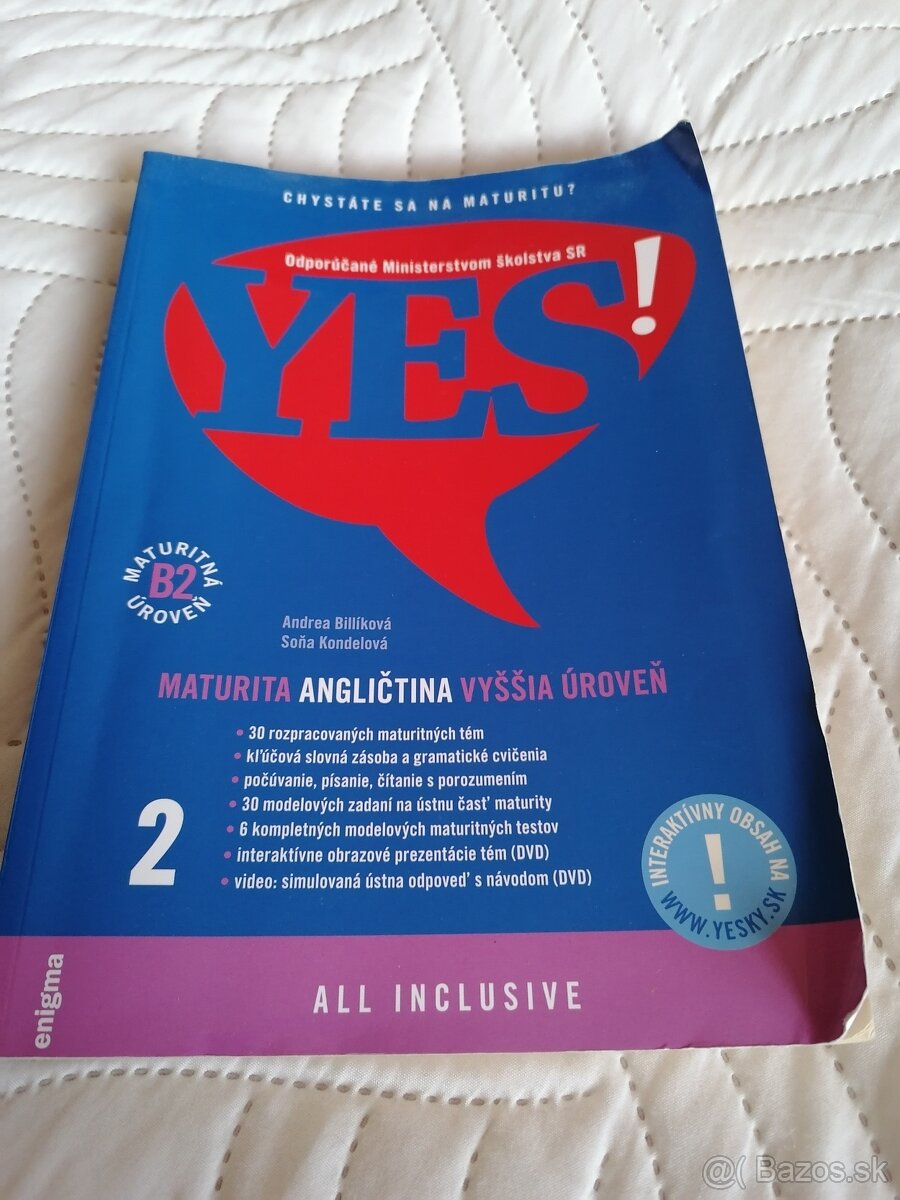 CHYSTÁTE SA NA MATURITU?
Odporúčané Ministerstvom školstva SR
YES!
MATURITNÁ
B2
ÚROVEŇ
Andrea Billíková
Soňa Kondelová
MATURITA ANGLIČTINA VYŠŠIA ÚROVEŇ
• 30 rozpracovaných maturitných tém
• kľúčová slovná zásoba a gramatické cvičenia
• počúvanie, písanie, čítanie s porozumením
• 30 modelových zadaní na ústnu časť maturity
• 6 kompletných modelových maturitných testov
• interaktívne obrazové prezentácie tém (DVD)
• video: simulovaná ústna odpoveď s návodom (DVD)
2
INTERAKTÍVNY OBSAH NA
!
WWW.YESKY.SK
enigma
ALL INCLUSIVE
@( Bazos.sk